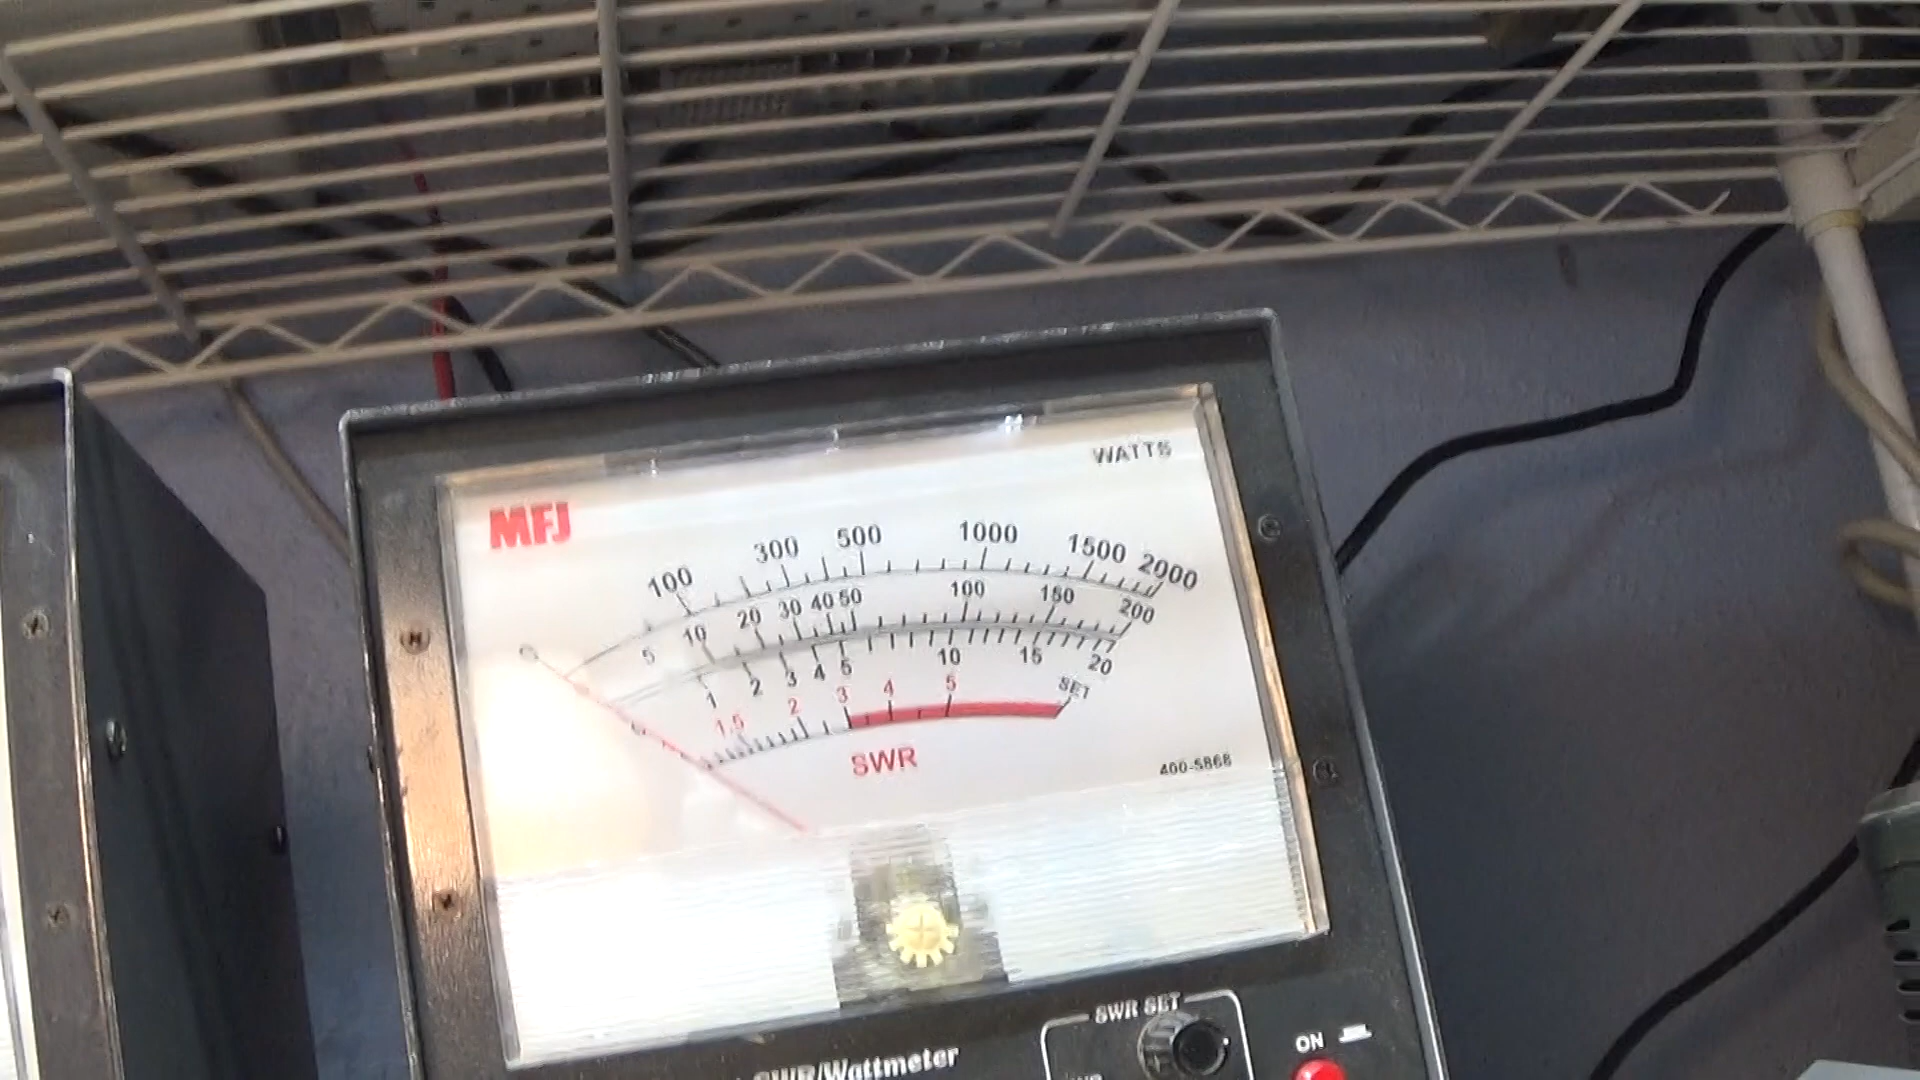 WATTS
MFJ
100 300 500 1000 1500 2000
0 5 10 20 30 40 50 100 150 200
1 2 3 4 5 10 15 20
1.5 2 3 4 5 SET
SWR
400-5868
SWR SET
SWR/Wattmeter
ON